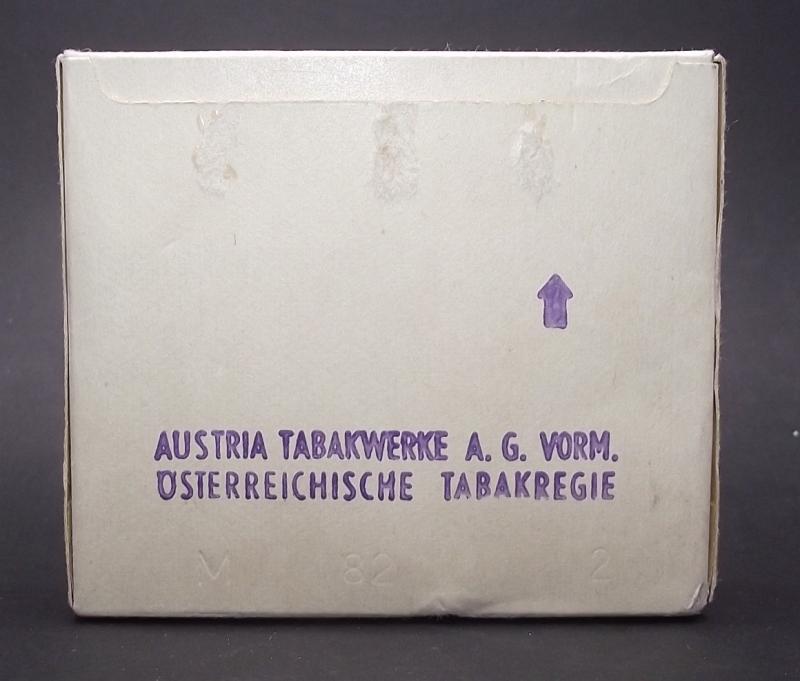 AUSTRIA TABAKWERKE A. G. VORM.
ÖSTERREICHISCHE TABAKREGIE
M 82 2